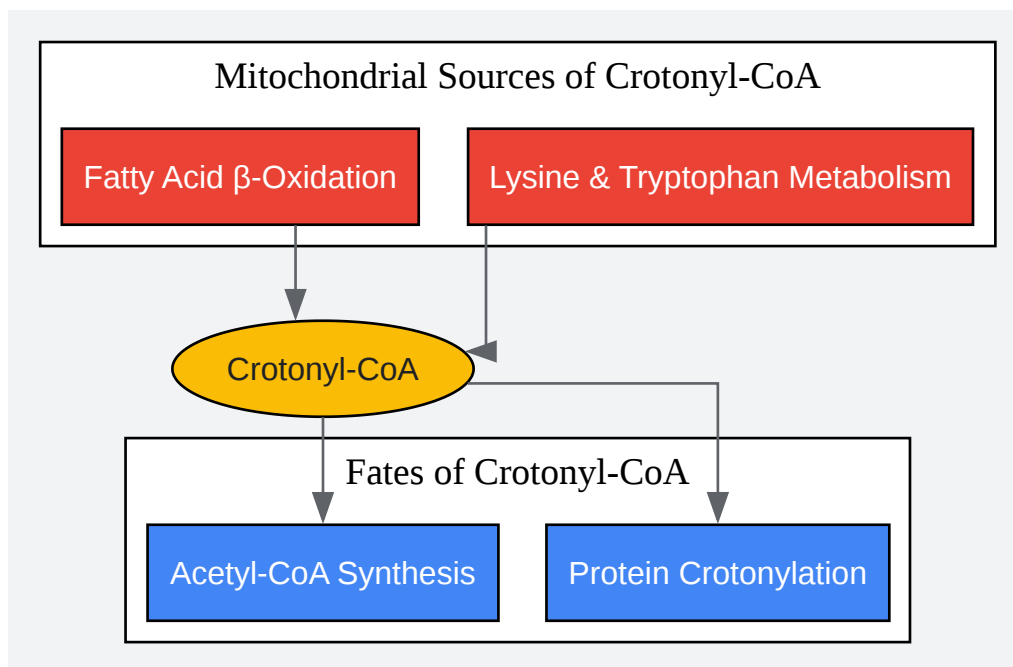 Mitochondrial Sources of Crotonyl-CoA
Fatty Acid β-Oxidation
Lysine & Tryptophan Metabolism
Crotonyl-CoA
Fates of Crotonyl-CoA
Acetyl-CoA Synthesis
Protein Crotonylation